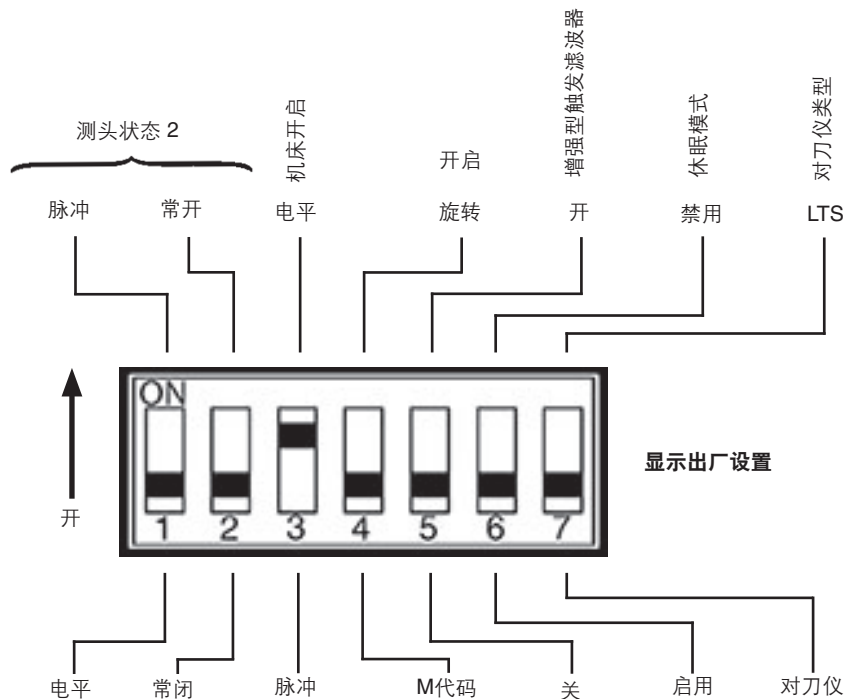 测头状态 2
机床开启
开启
增强型触发滤波器
休眠模式
对刀仪类型
脉冲
常开
电平
旋转
开
禁用
LTS
ON
1 2 3 4 5 6 7
开
显示出厂设置
电平
常闭
脉冲
M代码
关
启用
对刀仪